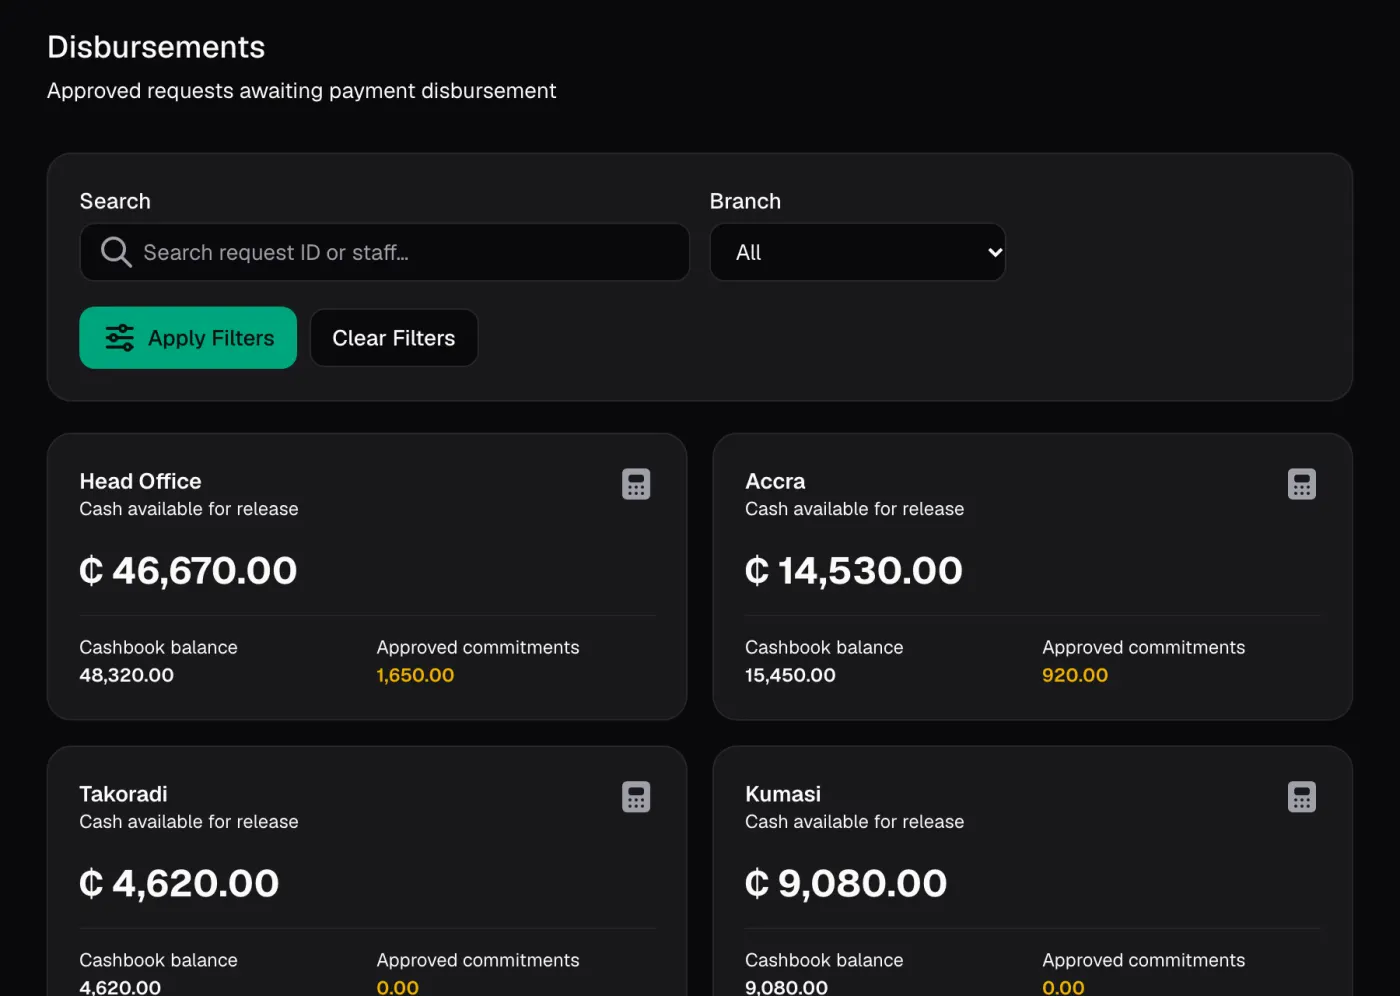 Disbursements
Approved requests awaiting payment disbursement
Search
Branch
Search request ID or staff...
All
Apply Filters
Clear Filters
Head Office
Cash available for release
₵ 46,670.00
Cashbook balance
Approved commitments
48,320.00
1,650.00
Accra
Cash available for release
₵ 14,530.00
Cashbook balance
Approved commitments
15,450.00
920.00
Takoradi
Cash available for release
₵ 4,620.00
Cashbook balance
Approved commitments
4,620.00
0.00
Kumasi
Cash available for release
₵ 9,080.00
Cashbook balance
Approved commitments
9,080.00
0.00